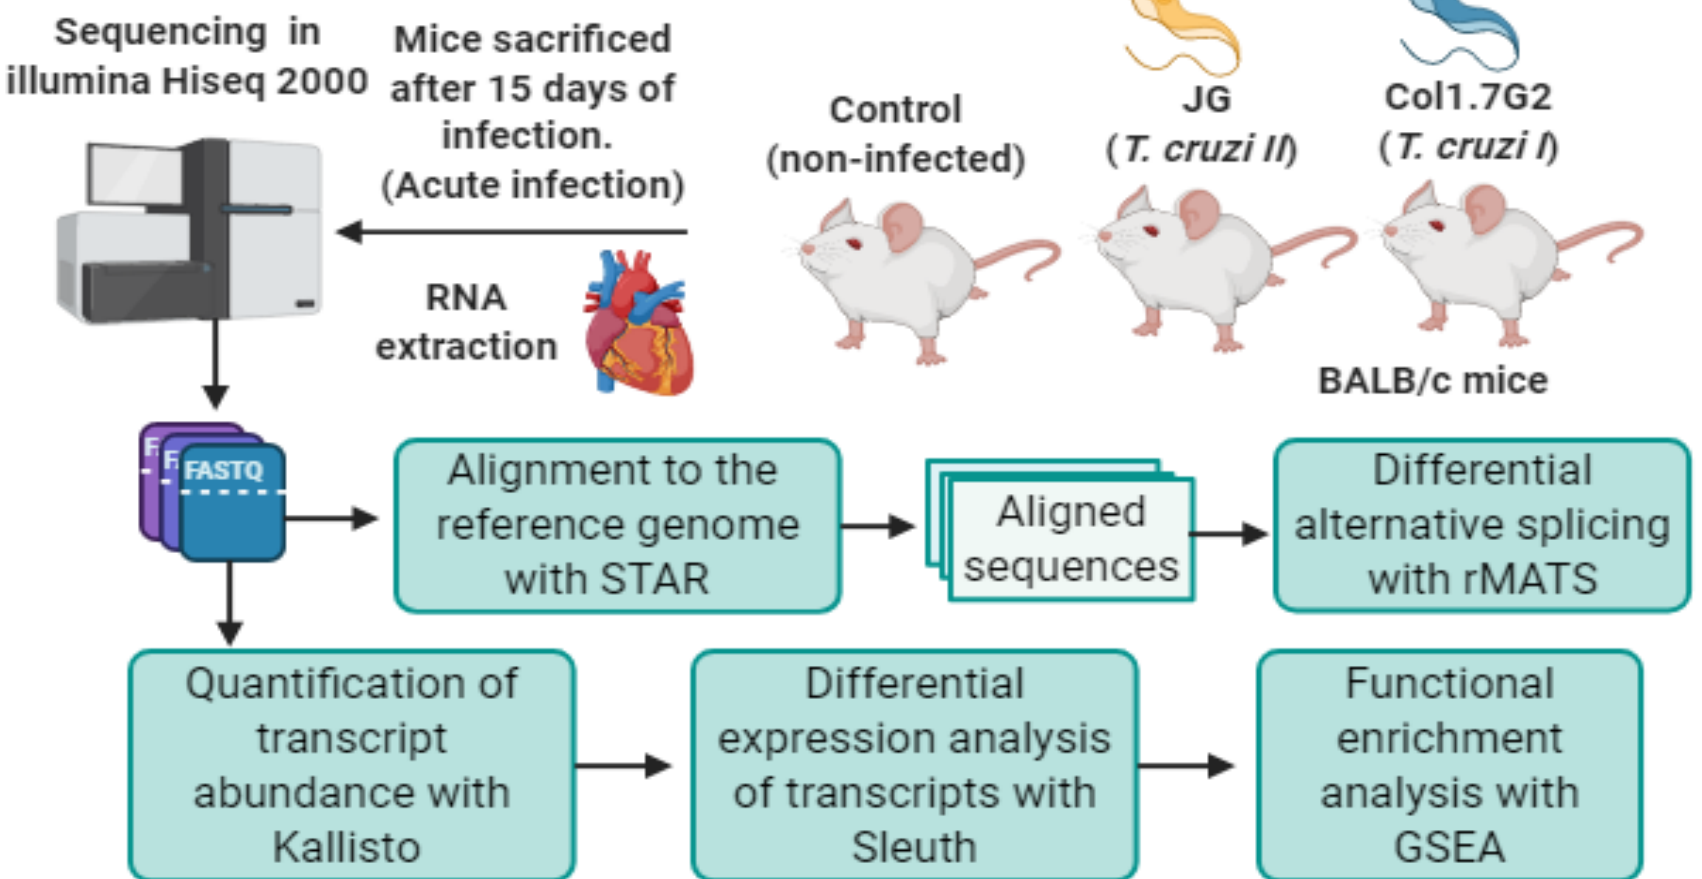 Sequencing in
illumina Hiseq 2000
Mice sacrificed
after 15 days of
infection.
(Acute infection)
RNA
extraction
Control
(non-infected)
JG
(T. cruzi II)
Col1.7G2
(T. cruzi I)
BALB/c mice
F
F
FASTQ
Alignment to the
reference genome
with STAR
Aligned
sequences
Differential
alternative splicing
with rMATS
Quantification of
transcript
abundance with
Kallisto
Differential
expression analysis
of transcripts with
Sleuth
Functional
enrichment
analysis with
GSEA